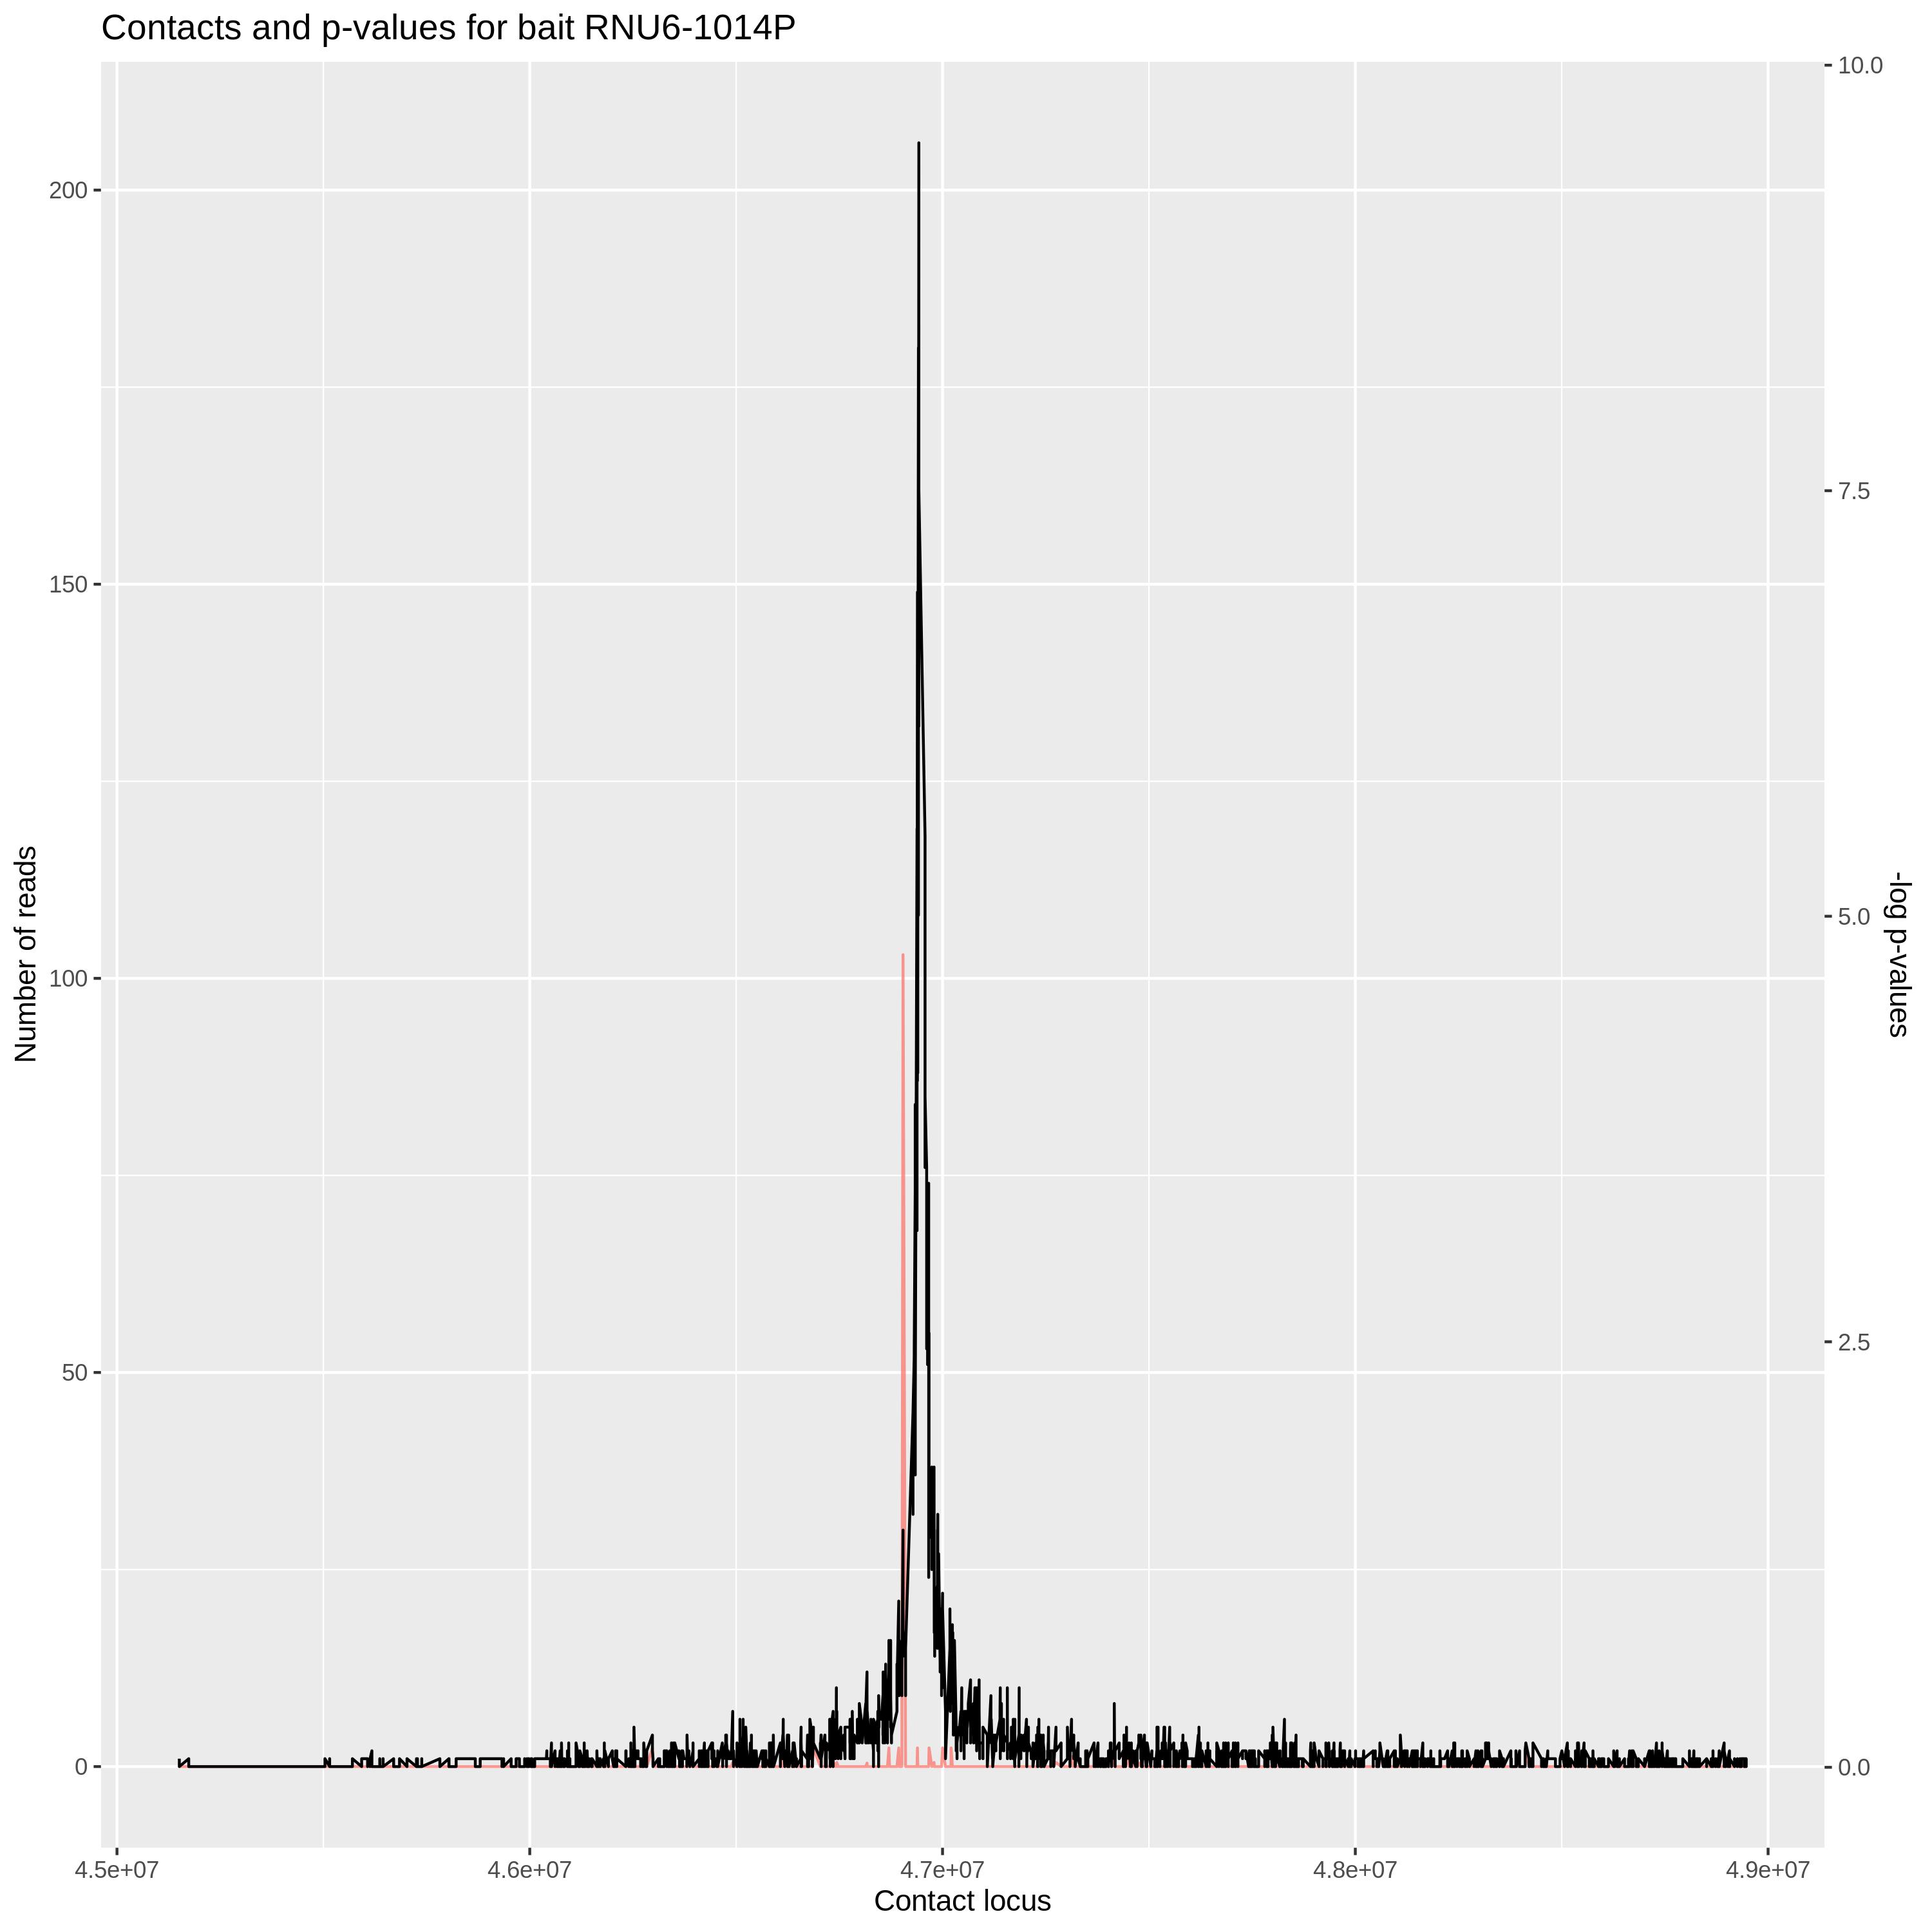 Contacts and p-values for bait RNU6-1014P
10.0
200
7.5
150
5.0
100
Number of reads
-log p-values
2.5
50
0
0.0
4.5e+07 4.6e+07 4.7e+07 4.8e+07 4.9e+07
Contact locus